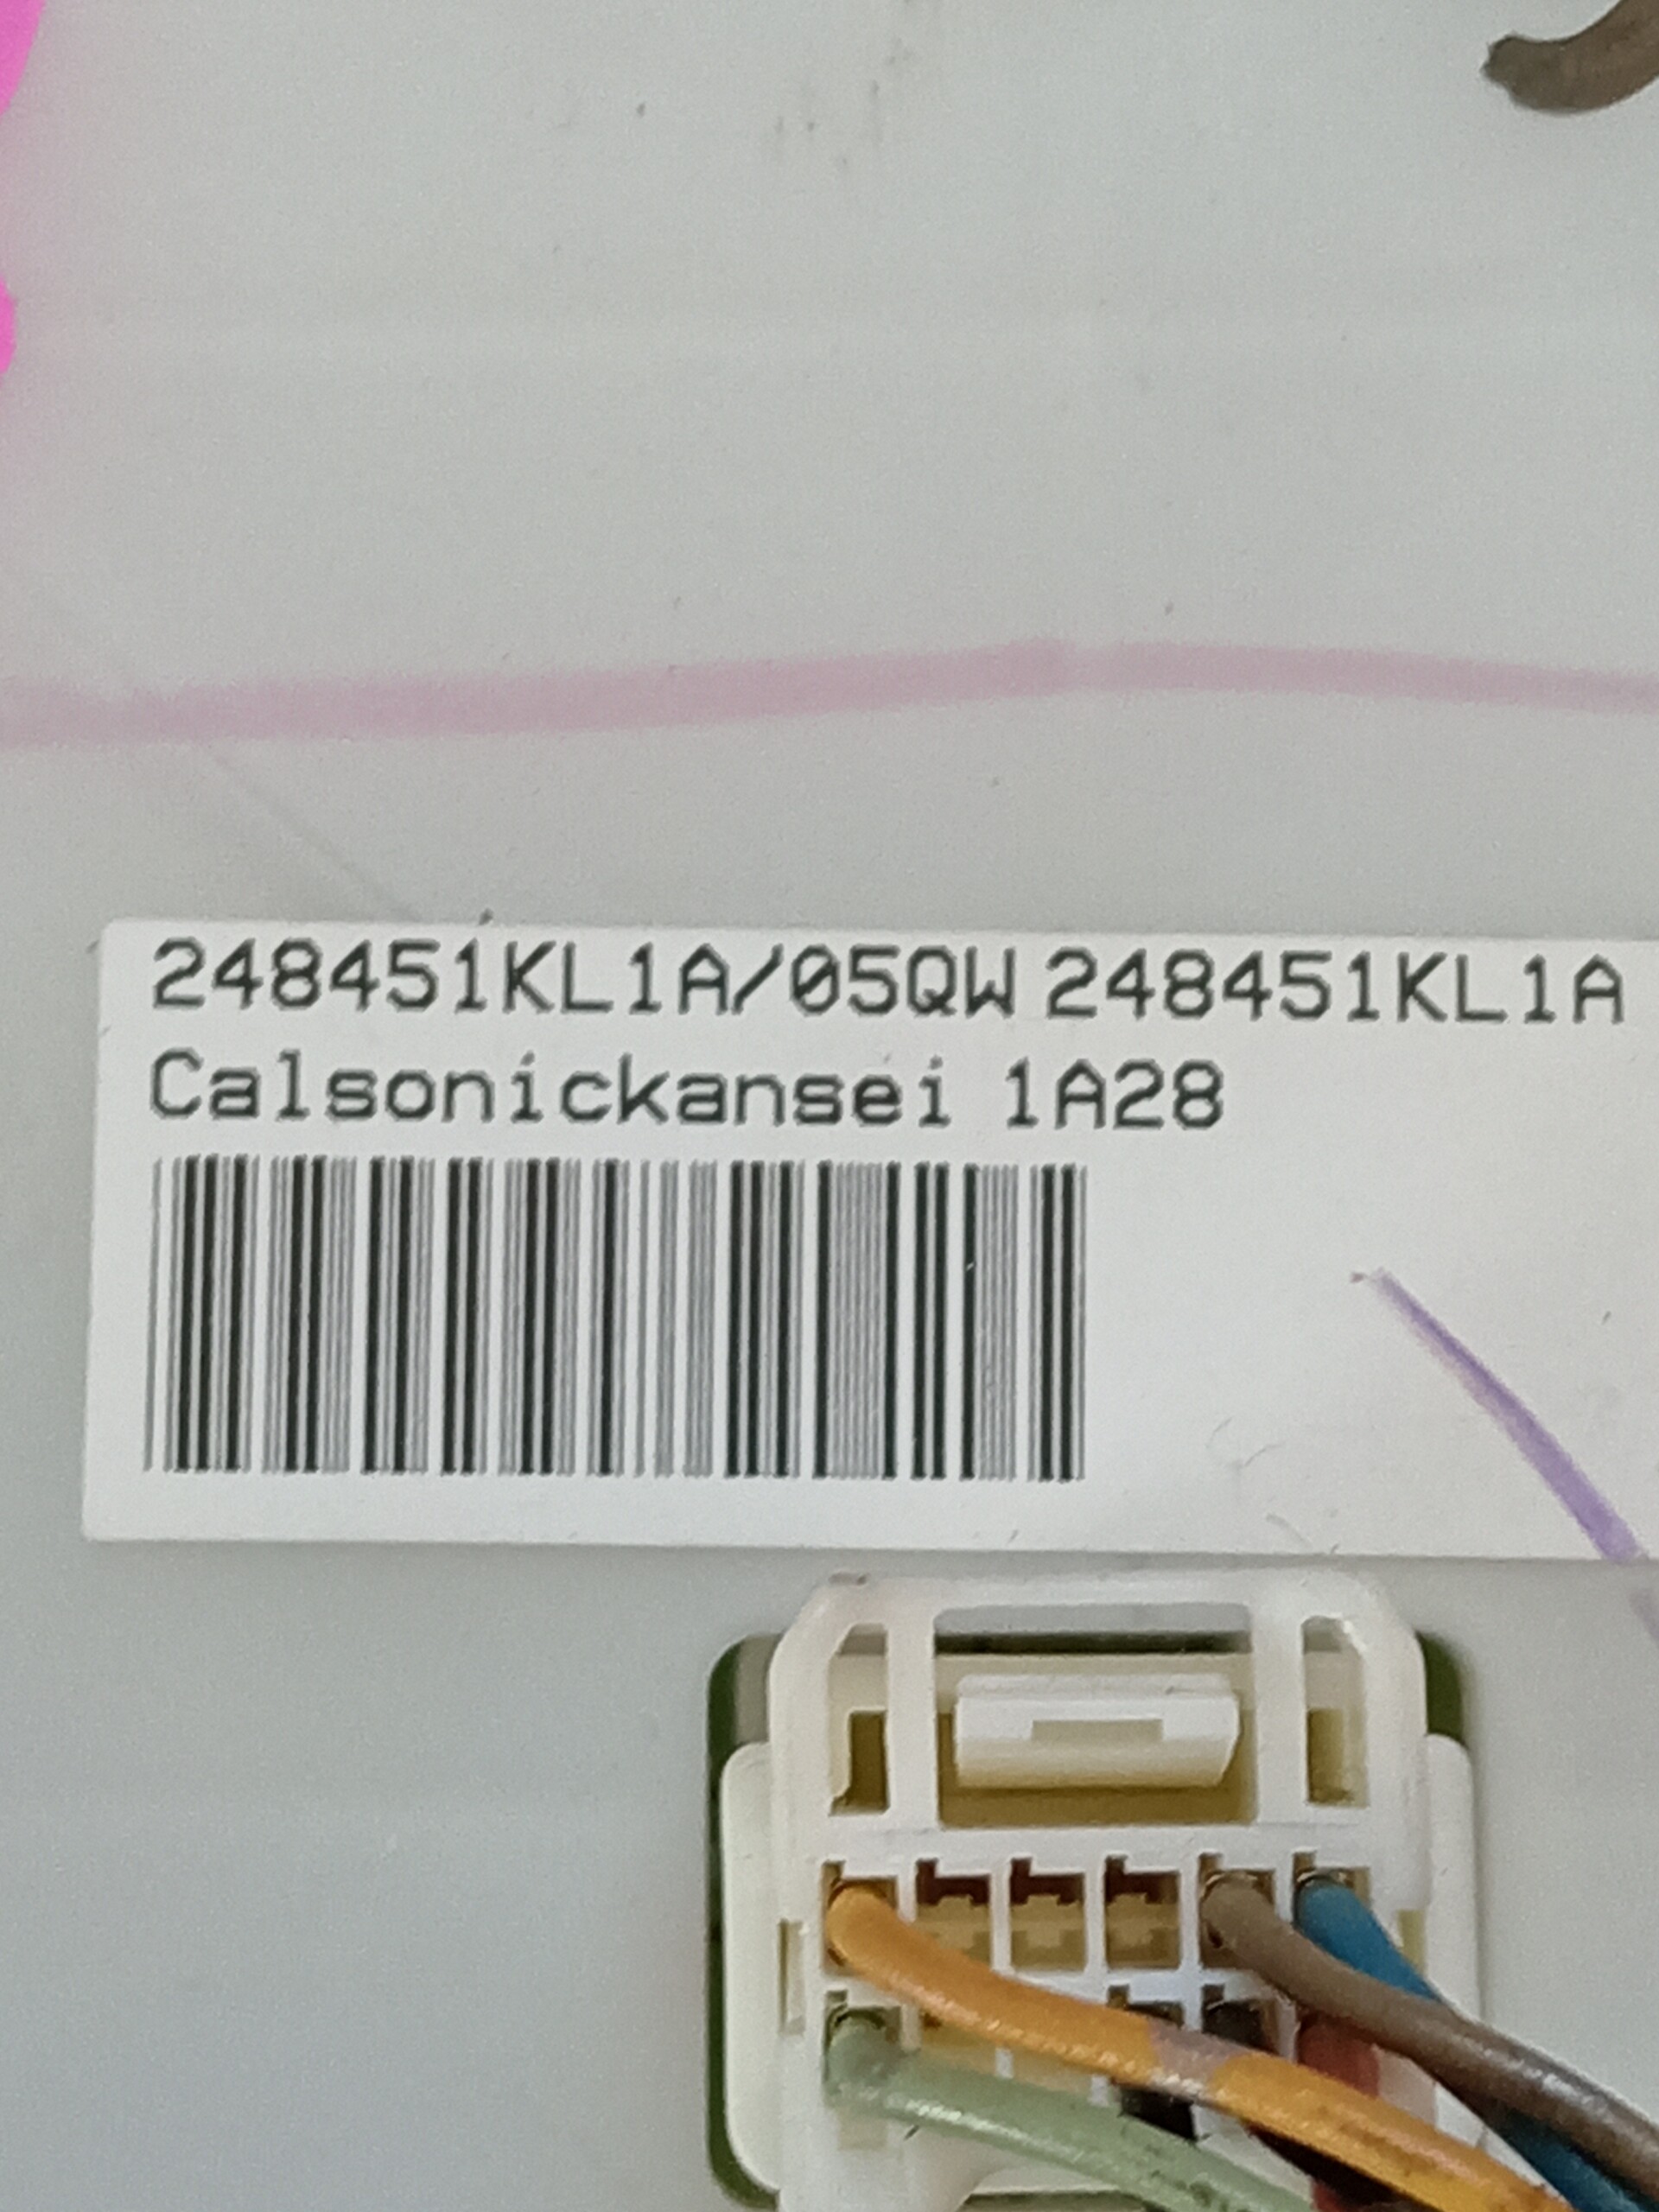 248451KL1A/05QW 248451KL1A
Calsonickansei 1A28